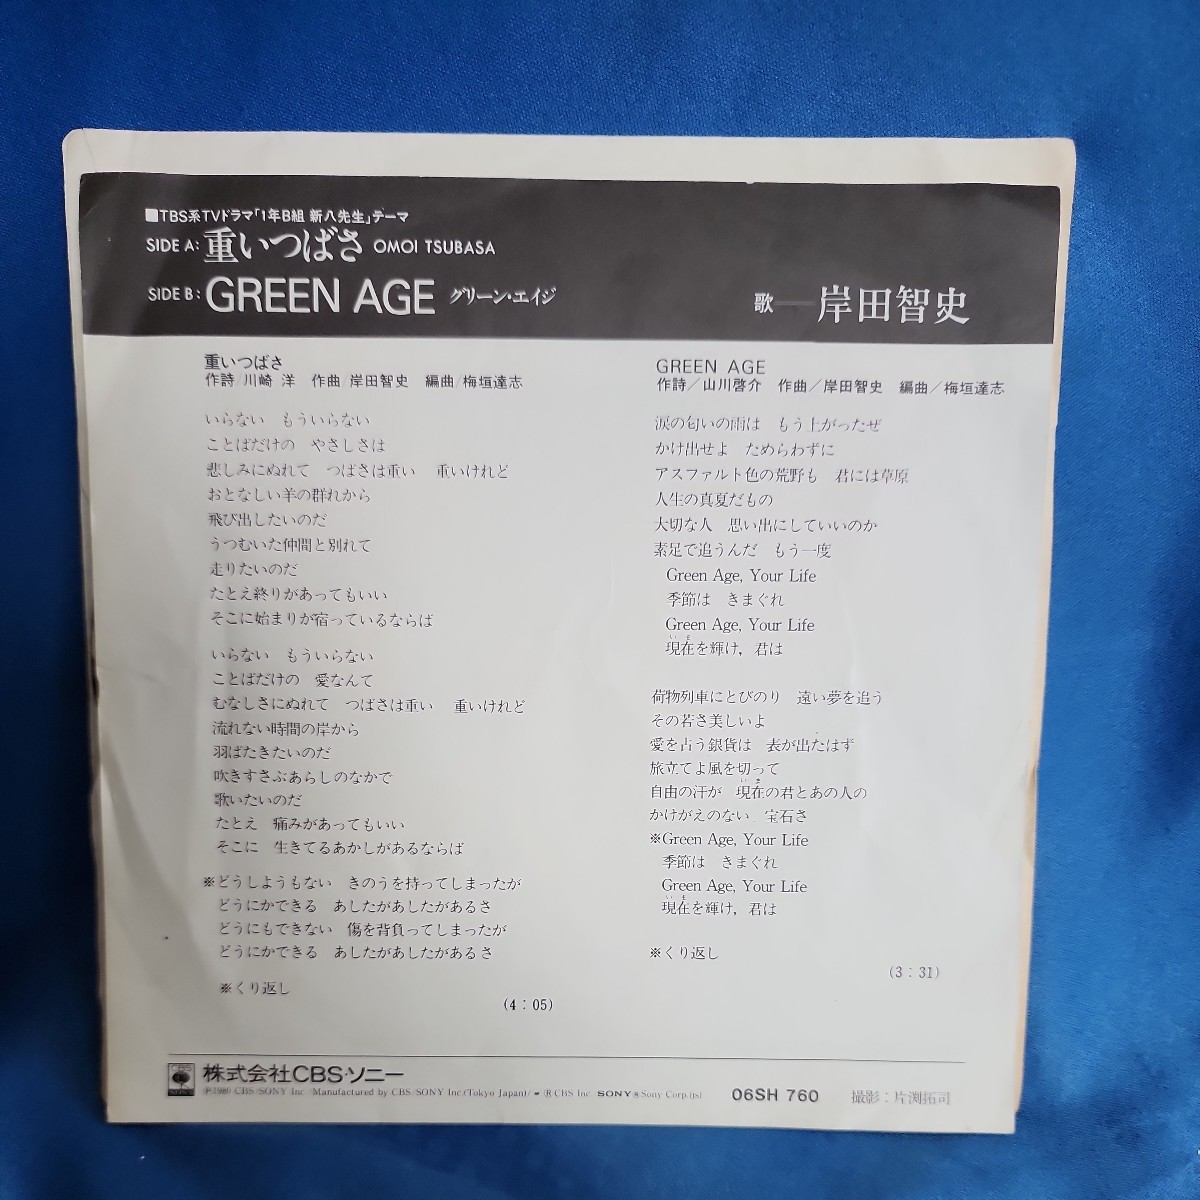 ■TBS系TVドラマ「1年B組 新八先生」テーマ
SIDE A: 重いつばさ OMOI TSUBASA
SIDE B: GREEN AGE グリーン・エイジ
歌—岸田智史
重いつばさ
作詩/川崎 洋 作曲/岸田智史 編曲/梅垣達志
いらない もういらない
ことばだけの やさしさは
悲しみにぬれて つばさは重い 重いけれど
おとなしい羊の群れから
飛び出したいのだ
うつむいた仲間と別れて
走りたいのだ
たとえ終りがあってもいい
そこに始まりが宿っているならば
いらない もういらない
ことばだけの 愛なんて
むなしさにぬれて つばさは重い 重いけれど
流れない時間の岸から
羽ばたきたいのだ
吹きすさぶあらしのなかで
歌いたいのだ
たとえ 痛みがあってもいい
そこに 生きてるあかしがあるならば
※どうしようもない きのうを持ってしまったが
どうにかできる あしたがあしたがあるさ
どうにもできない 傷を背負ってしまったが
どうにかできる あしたがあしたがあるさ
※くり返し
(4：05)
GREEN AGE
作詩/山川啓介 作曲/岸田智史 編曲/梅垣達志
涙の匂いの雨は もう上がったぜ
かけ出せよ ためらわずに
アスファルト色の荒野も 君には草原
人生の真夏だもの
大切な人 思い出にしていいのか
素足で追うんだ もう一度
Green Age, Your Life
季節は きまぐれ
Green Age, Your Life
いま
現在を輝け，君は
荷物列車にとびのり 遠い夢を追う
その若さ美しいよ
愛を占う銀貨は 表が出たはず
旅立てよ風を切って
いま
自由の汗が 現在の君とあの人の
かけがえのない 宝石さ
※Green Age, Your Life
季節は きまぐれ
Green Age, Your Life
いま
現在を輝け，君は
※くり返し
(3：31)
CBS SONY 株式会社CBS・ソニー
℗1980 CBS/SONY Inc. Manufactured by CBS/SONY Inc.(Tokyo Japan)/ ® CBS Inc. SONY ® Sony Corp.(js)
06SH 760
撮影：片渕拓司